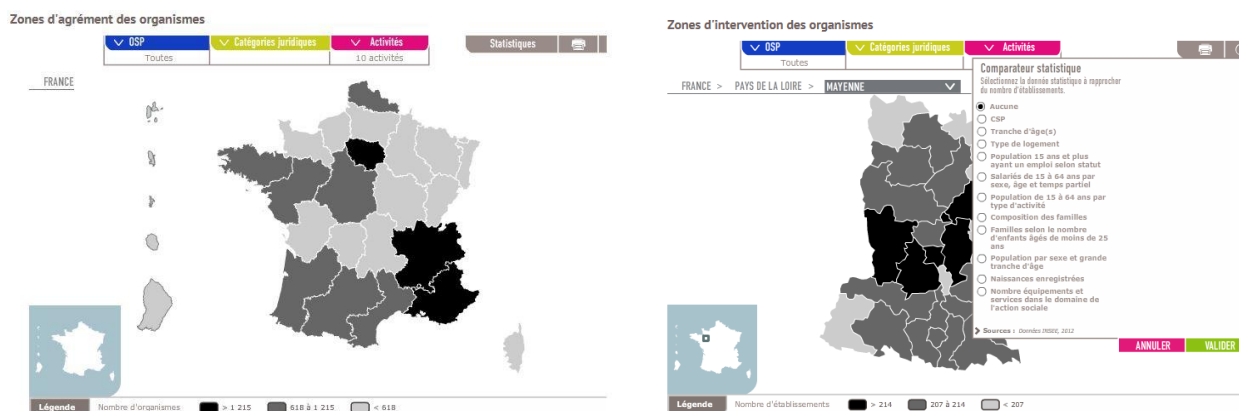 Zones d'agrément des organismes
OSP
Catégories juridiques
Activités
Statistiques
Toutes
10 activités
FRANCE
Légende
Nombre d'organismes
> 1 215
618 à 1 215
< 618
Zones d'intervention des organismes
OSP
Catégories juridiques
Activités
Toutes
FRANCE > PAYS DE LA LOIRE > MAYENNE
Comparateur statistique
Sélectionnez la donnée statistique à rapprocher
du nombre d'établissements.
Aucune
CSP
Tranche d'âge(s)
Type de logement
Population 15 ans et plus
ayant un emploi selon statut
Salariés de 15 à 64 ans par
sexe, âge et temps partiel
Population de 15 à 64 ans par
type d'activité
Composition des familles
Familles selon le nombre
d'enfants âgés de moins de 25
ans
Population par sexe et grande
tranche d'âge
Naissances enregistrées
Nombre équipements et
services dans le domaine de
l'action sociale
Sources : Données INSEE, 2012
ANNULER
VALIDER
Légende
Nombre d'établissements
> 214
207 à 214
< 207